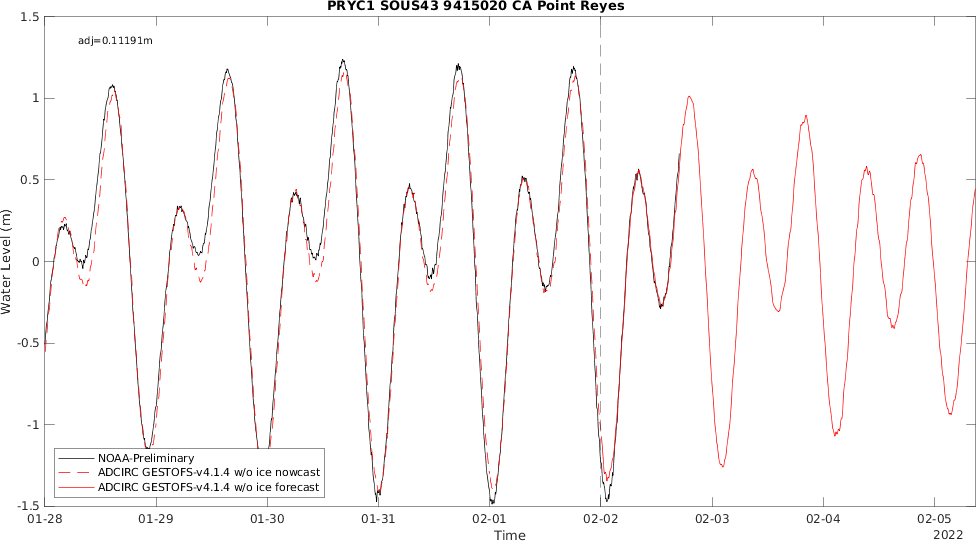 PRYC1 SOUS43 9415020 CA Point Reyes
adj=0.11191m
1.5
1
0.5
0
-0.5
-1
-1.5
Water Level (m)
NOAA-Preliminary
ADCIRC GESTOFS-v4.1.4 w/o ice nowcast
ADCIRC GESTOFS-v4.1.4 w/o ice forecast
01-28 01-29 01-30 01-31 02-01 02-02 02-03 02-04 02-05
Time
2022